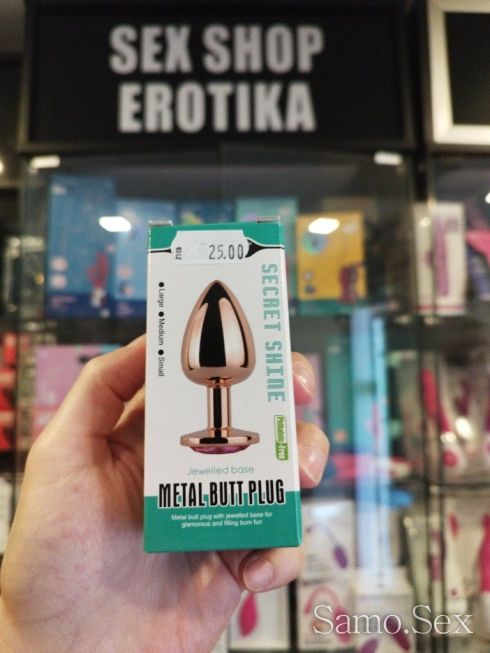 SEX SHOP
EROTIKA
25.00
SECRET SHINE
Large
Medium
Small
Phthalate-Free
Jewelled base
METAL BUTT PLUG
Metal butt plug with jewelled base for
glamorous and filling bum fun
Samo.Sex